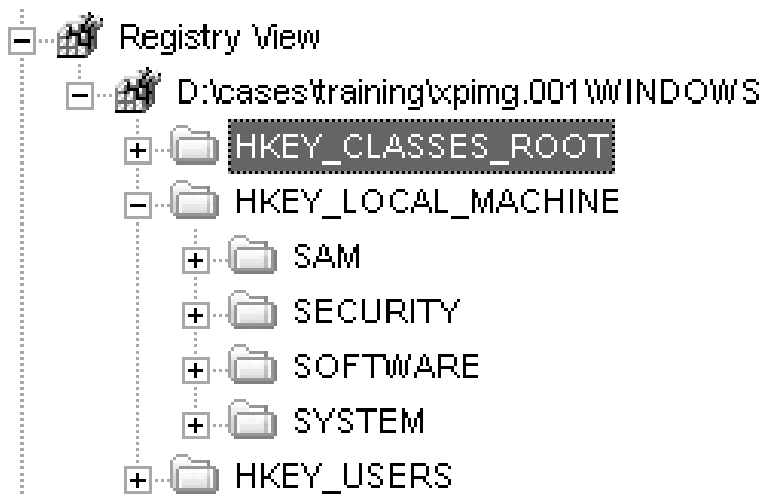 Registry View
D:\cases\training\xpimg.001\WINDOWS
HKEY_CLASSES_ROOT
HKEY_LOCAL_MACHINE
SAM
SECURITY
SOFTWARE
SYSTEM
HKEY_USERS